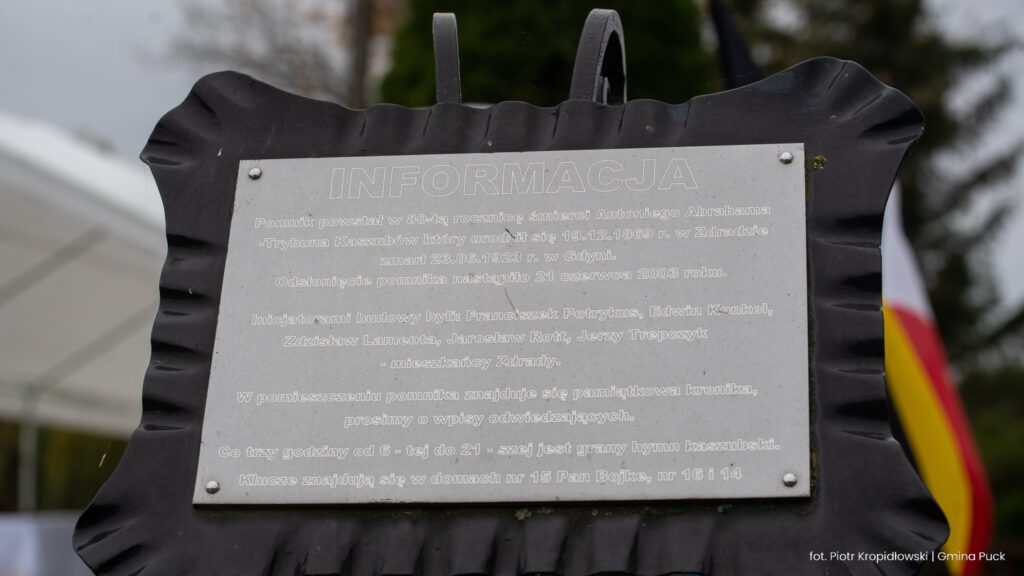 INFORMACJA
Pomnik powstał w 80-tą rocznicę śmierci Antoniego Abrahama
-Trybuna Kaszubów który urodził się 19.12.1869 r. w Zdradzie
zmarł 23.06.1923 r. w Gdyni.
Odsłonięcie pomnika nastąpiło 21 czerwca 2003 roku.
Inicjatorami budowy byli: Franciszek Potrykus, Edwin Konkol,
Zdzisław Lamenta, Jarosław Rott, Jerzy Trepczyk
- mieszkańcy Zdrady.
W pomieszczeniu pomnika znajduje się pamiątkowa kronika,
prosimy o wpisy odwiedzających.
Co trzy godziny od 6 - tej do 21 - szej jest grany hymn kaszubski.
Klucze znajdują się w domach nr 15 Pan Bojke, nr 16 i 14
fot. Piotr Kropidłowski | Gmina Puck